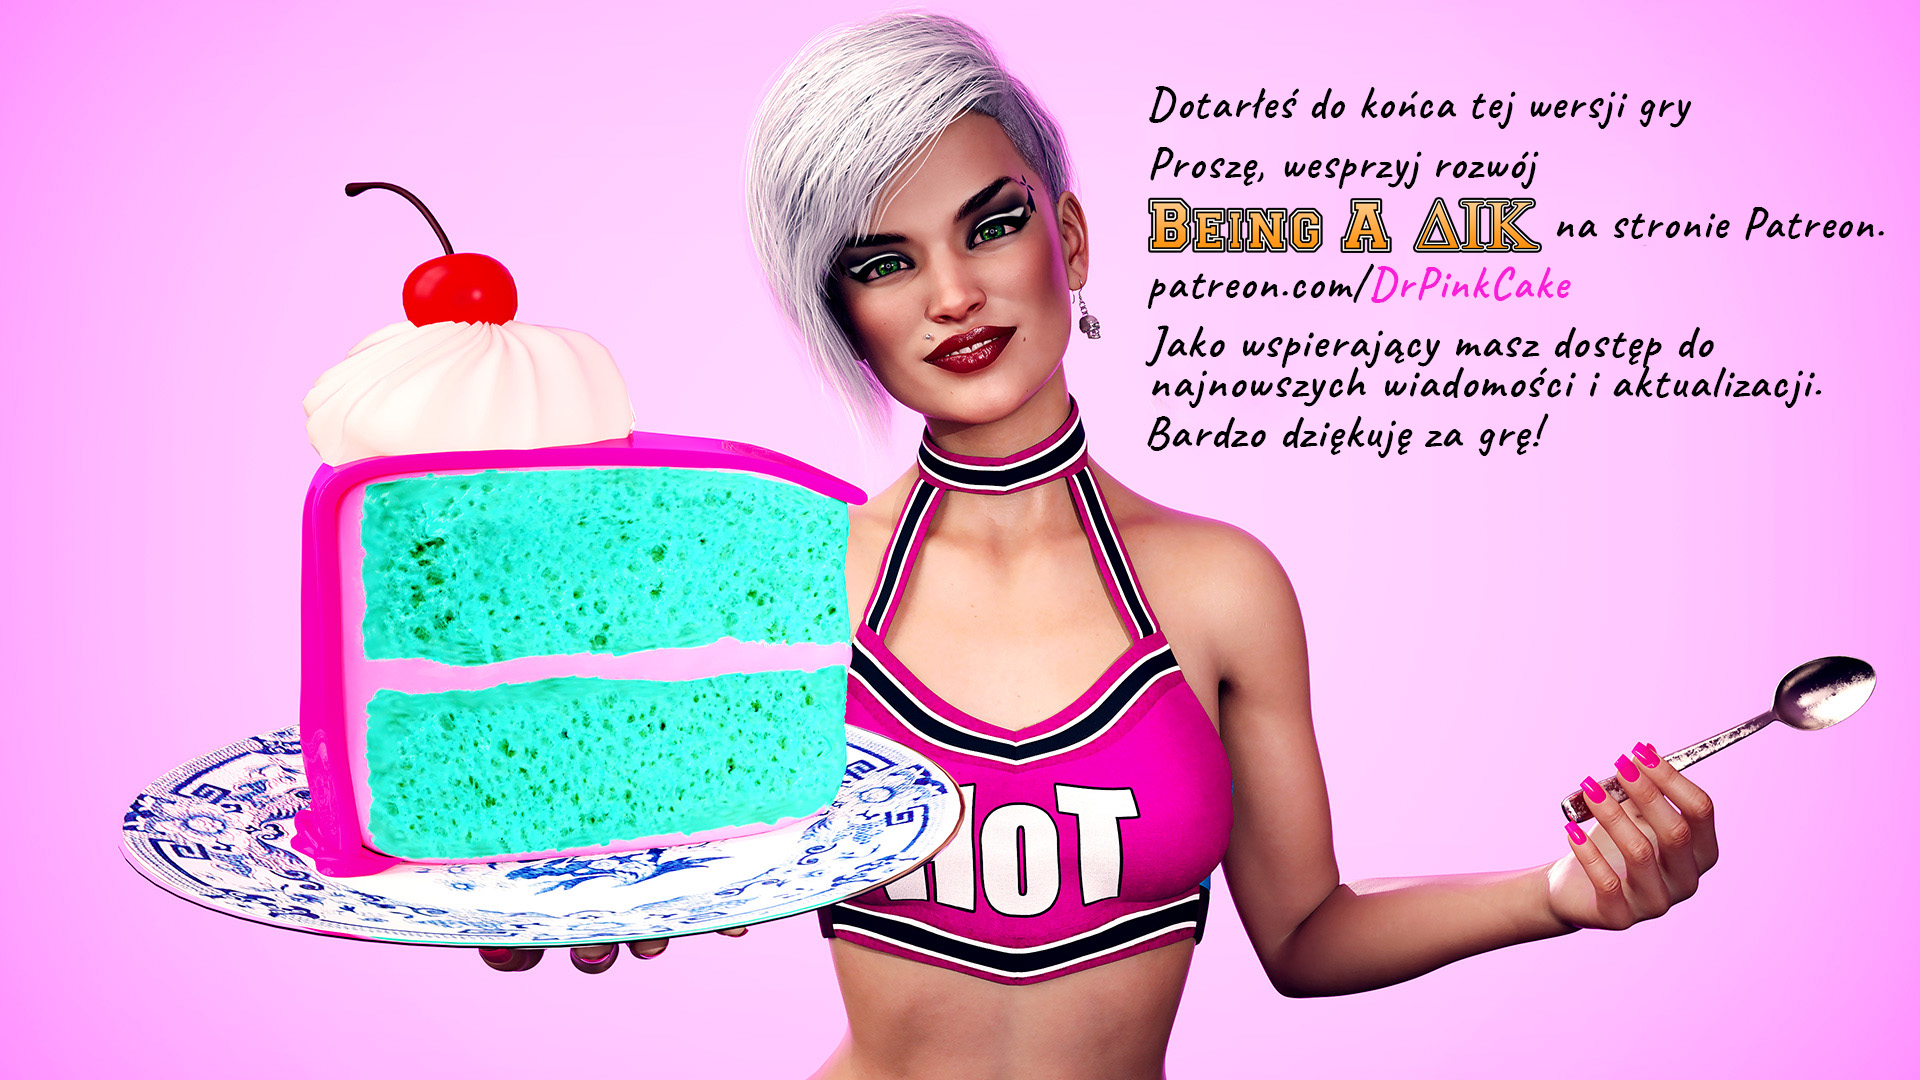 Dotarłeś do końca tej wersji gry
Proszę, wesprzyj rozwój
BEING A ΔIK na stronie Patreon.
patreon.com/DrPinkCake
Jako wspierający masz dostęp do
najnowszych wiadomości i aktualizacji.
Bardzo dziękuję za grę!